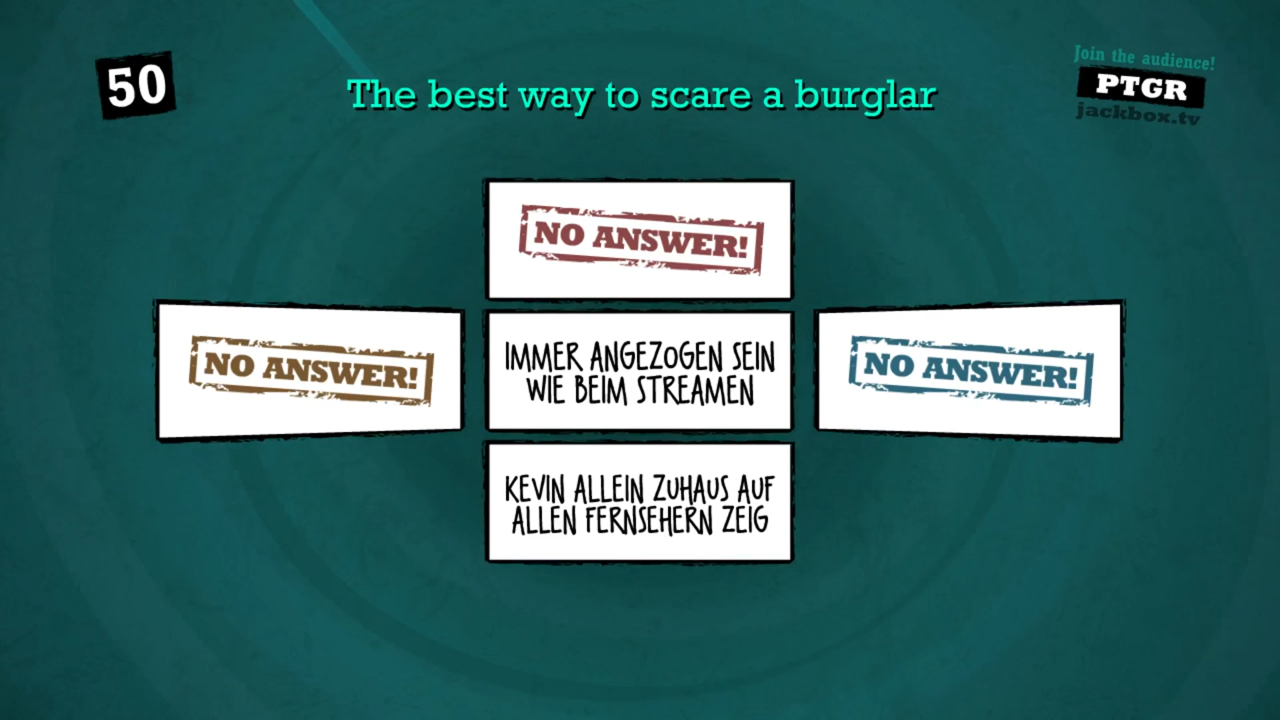 50
The best way to scare a burglar
Join the audience!
PTGR
jackbox.tv
NO ANSWER!
NO ANSWER!
IMMER ANGEZOGEN SEIN
WIE BEIM STREAMEN
NO ANSWER!
KEVIN ALLEIN ZUHAUS AUF
ALLEN FERNSEHERN ZEIG